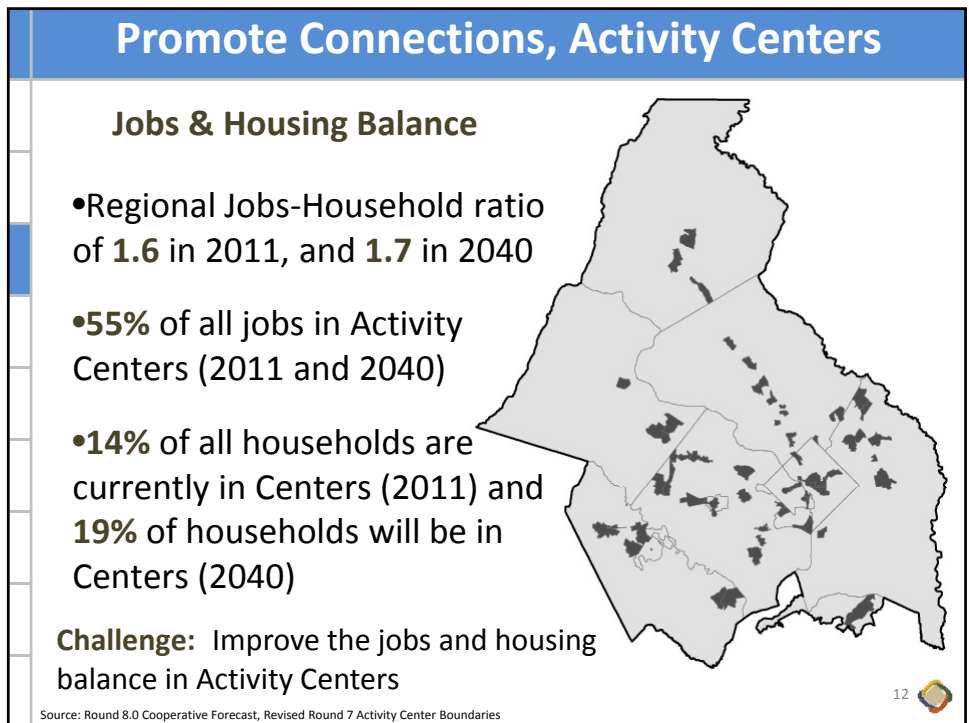 Promote Connections, Activity Centers
Jobs & Housing Balance
•Regional Jobs-Household ratio
of 1.6 in 2011, and 1.7 in 2040
•55% of all jobs in Activity
Centers (2011 and 2040)
•14% of all households are
currently in Centers (2011) and
19% of households will be in
Centers (2040)
Challenge: Improve the jobs and housing
balance in Activity Centers
12
Source: Round 8.0 Cooperative Forecast, Revised Round 7 Activity Center Boundaries